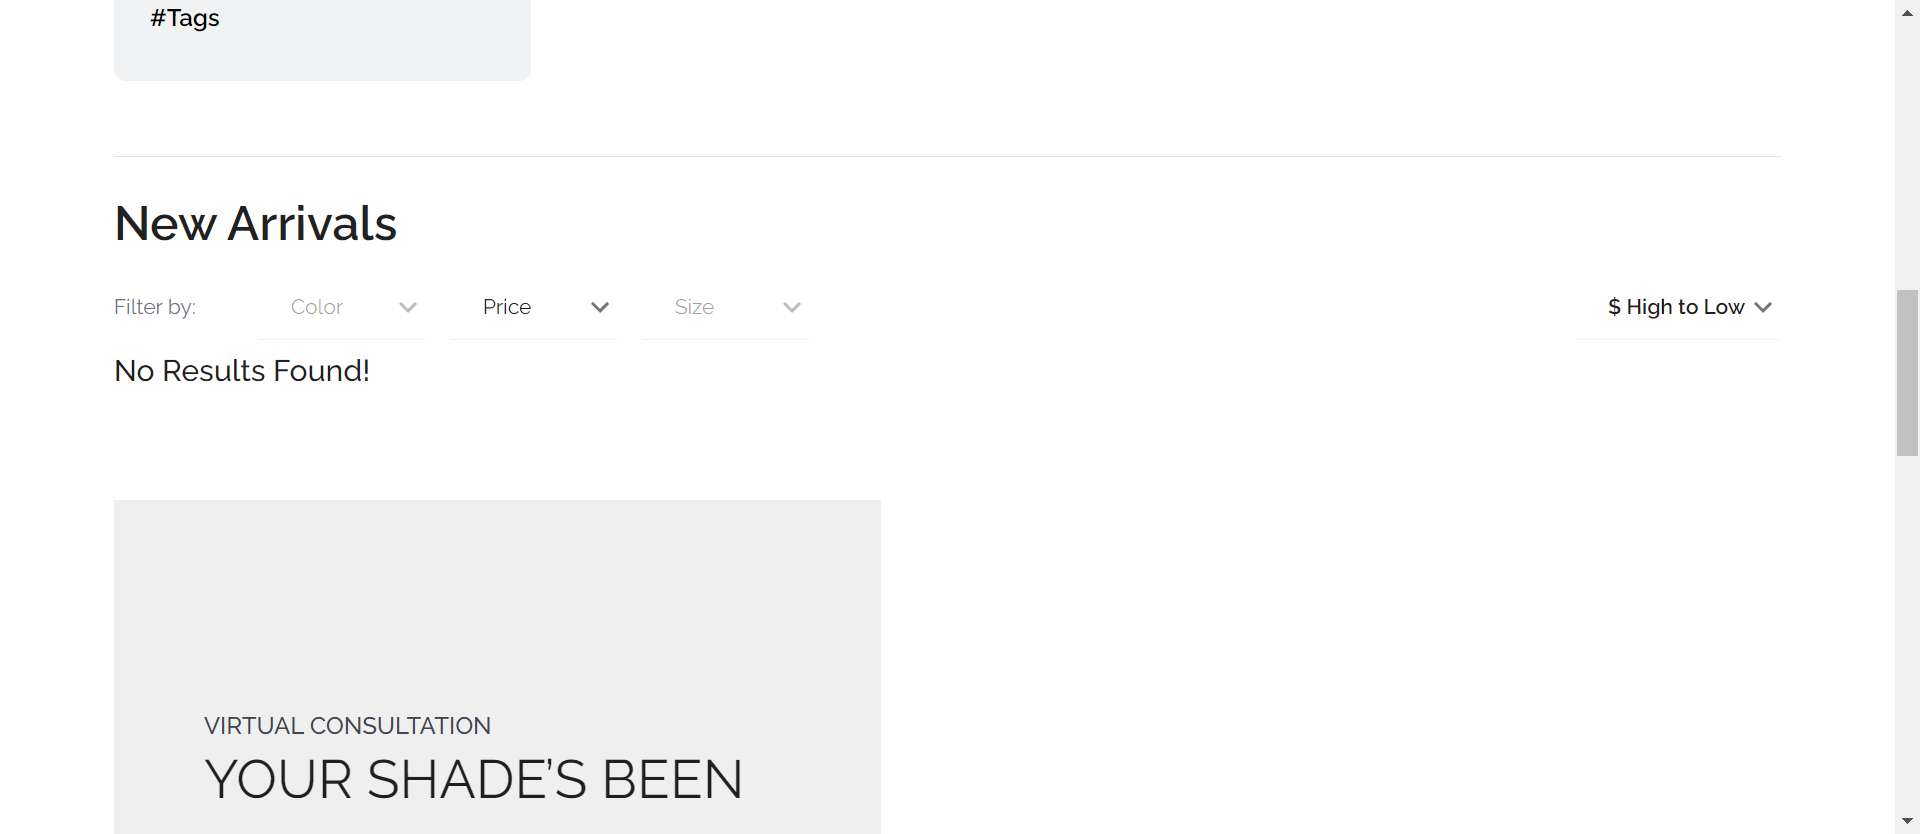 #Tags
New Arrivals
Filter by: Color Price Size $ High to Low
No Results Found!
VIRTUAL CONSULTATION
YOUR SHADE’S BEEN